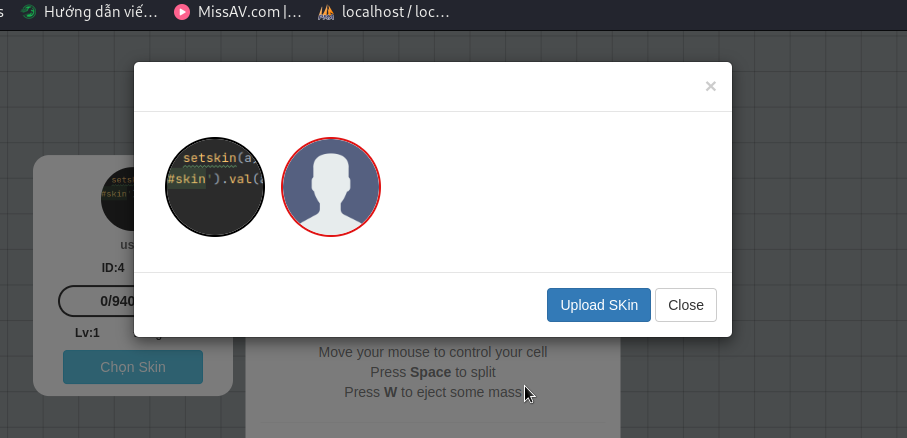 s Hướng dẫn viế… MissAV.com |… localhost / loc…
×
setskin(a
#skin').val(a
us
ID:4
0/940
Lv:1
Chọn Skin
Upload SKin Close
Move your mouse to control your cell
Press Space to split
Press W to eject some mass